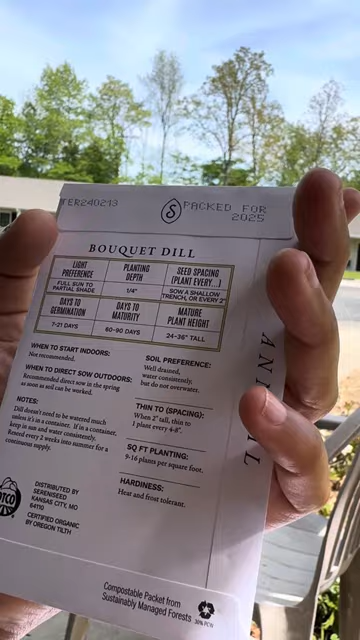 FER240213
PACKED FOR
2025
BOUQUET DILL
LIGHT
PREFERENCE
FULL SUN TO
PARTIAL SHADE
PLANTING
DEPTH
1/4"
SEED SPACING
(PLANT EVERY...)
SOW A SHALLOW
TRENCH, OR EVERY 2"
DAYS TO
GERMINATION
7-21 DAYS
DAYS TO
MATURITY
60-90 DAYS
MATURE
PLANT HEIGHT
24-36" TALL
WHEN TO START INDOORS:
Not recommended.
WHEN TO DIRECT SOW OUTDOORS:
Recommended direct sow in the spring
as soon as soil can be worked.
NOTES:
Dill doesn't need to be watered much
unless it's in a container. If in a container,
keep in sun and water consistently.
Reseed every 2 weeks into summer for a
continuous supply.
SOIL PREFERENCE:
Well drained,
water consistently,
but do not overwater.
THIN TO (SPACING):
When 2" tall, thin to
1 plant every 4-8".
SQ FT PLANTING:
9-16 plants per square foot.
HARDINESS:
Heat and frost tolerant.
DISTRIBUTED BY
SERENISEED
KANSAS CITY, MO
64110
CERTIFIED ORGANIC
BY OREGON TILTH
Compostable Packet from
Sustainably Managed Forests
30% PCW